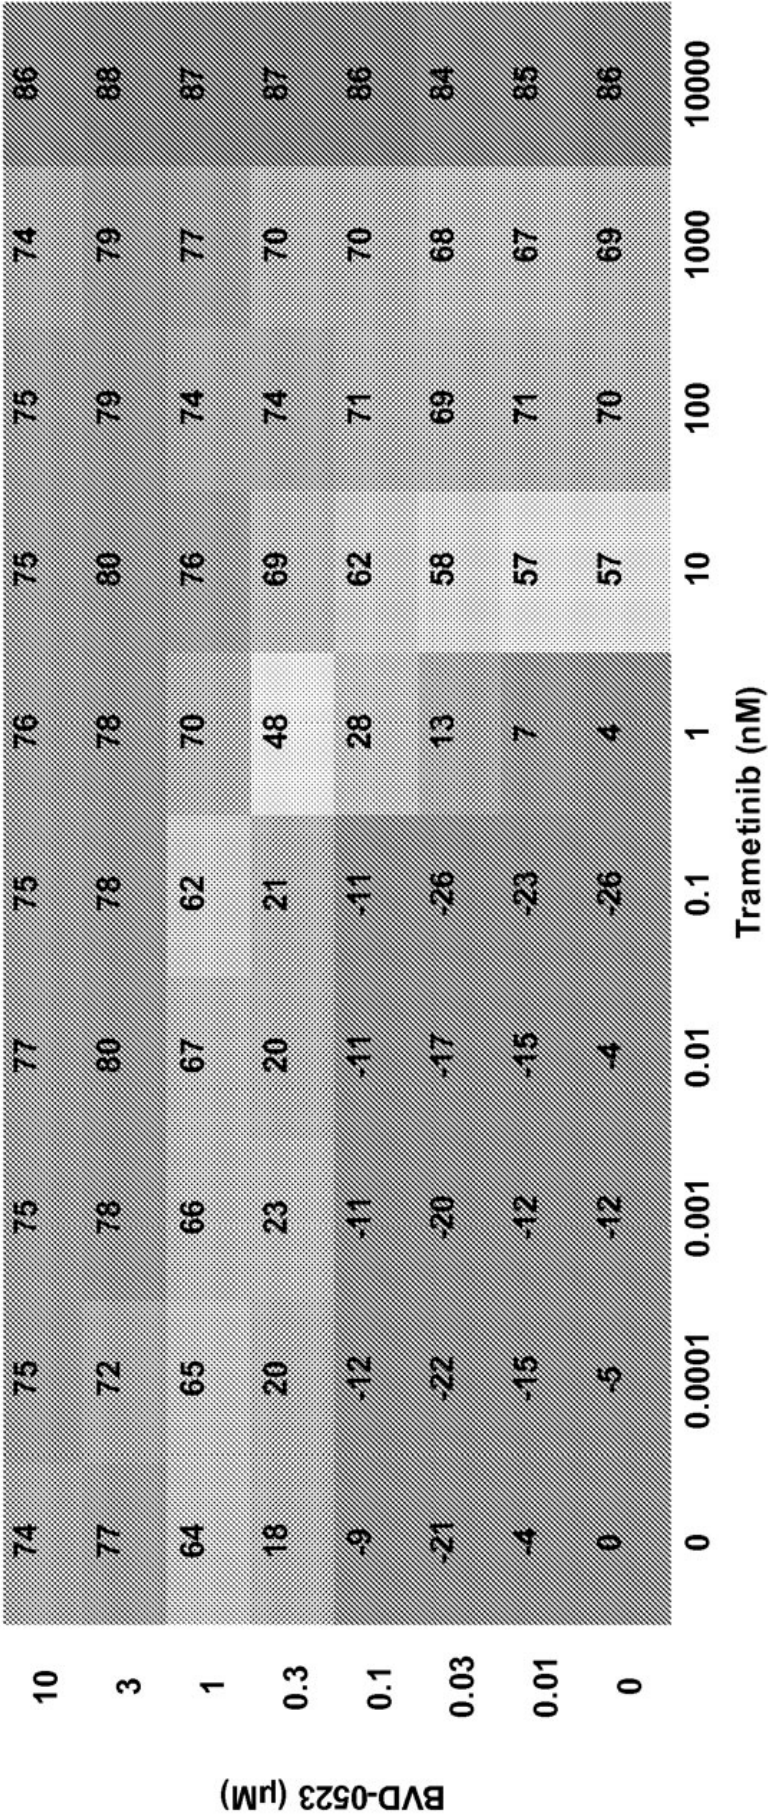 BVD-0523 (µM)
10 74 75 75 77 75 76 75 75 74 86
3 77 72 78 80 78 78 80 79 79 88
1 64 65 66 67 62 70 76 74 77 87
0.3 18 20 23 20 21 48 69 74 70 87
0.1 -9 -12 -11 -11 -11 28 62 71 70 86
0.03 -21 -22 -20 -17 -26 13 58 69 68 84
0.01 -4 -15 -12 -15 -23 7 57 71 67 85
0 0 -5 -12 -4 -26 4 57 70 69 86
0 0.0001 0.001 0.01 0.1 1 10 100 1000 10000
Trametinib (nM)